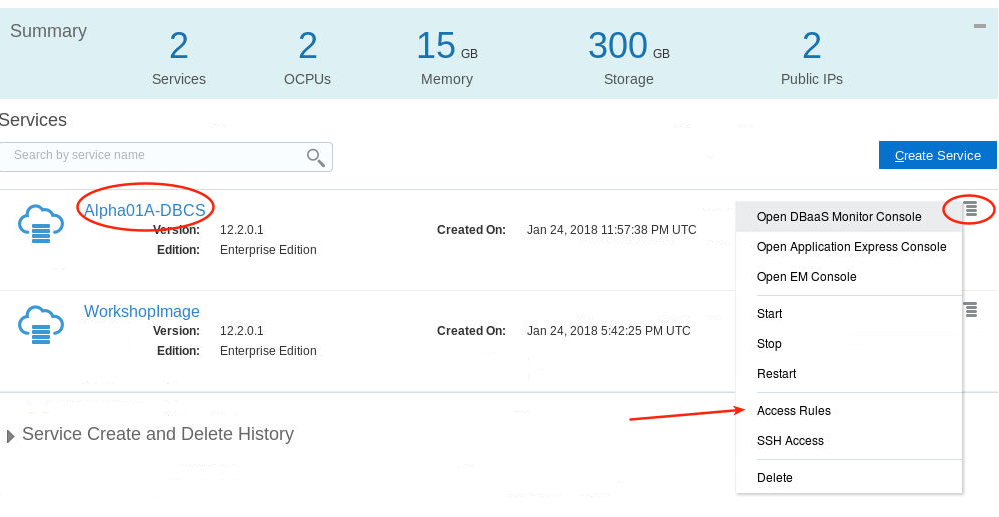 Summary
2 2 15 GB 300 GB 2
Services OCPUs Memory Storage Public IPs
Services
Search by service name
Create Service
Alpha01A-DBCS
Version: 12.2.0.1 Created On: Jan 24, 2018 11:57:38 PM UTC
Edition: Enterprise Edition
WorkshopImage
Version: 12.2.0.1 Created On: Jan 24, 2018 5:42:25 PM UTC
Edition: Enterprise Edition
Service Create and Delete History
Open DBaaS Monitor Console
Open Application Express Console
Open EM Console
Start
Stop
Restart
Access Rules
SSH Access
Delete